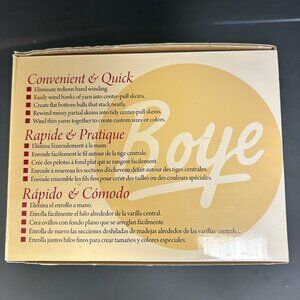 Convenient & Quick
Eliminate tedious hand winding.
Easily wind hanks of yarn into center-pull skeins.
Create flat bottom balls that stack neatly.
Rewind messy partial skeins into tidy center-pull skeins.
Wind thin yarns together to create custom sizes or colors.
Rapide & Pratique
Élimine l'enroulement à la main.
Enroule facilement le fil autour de la tige centrale.
Crée des pelotes à fond plat qui se rangent facilement.
Enroule à nouveau les sections d'écheveau défait autour des tiges centrales.
Enroule ensemble les fils fins pour créer des tailles ou des couleurs spéciales.
Rápido & Cómodo
Elimina el enrollo a mano.
Enrolla fácilmente el hilo alrededor de la varilla central.
Crea ovillos con fondo plano que se arreglan fácilmente.
Enrolla de nuevo las secciones deshiladas de madejas alrededor de las varillas centrales.
Enrolla juntos hilos finos para crear tamaños y colores especiales.
Boye